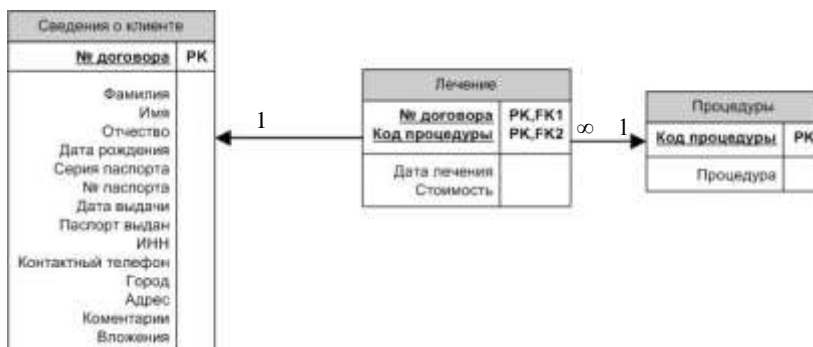 Сведения о клиенте
№ договора PK
Фамилия
Имя
Отчество
Дата рождения
Серия паспорта
№ паспорта
Дата выдачи
Паспорт выдан
ИНН
Контактный телефон
Город
Адрес
Коментарии
Вложения
1
Лечение
№ договора PK,FK1
Код процедуры PK,FK2
Дата лечения
Стоимость
∞ 1
Процедуры
Код процедуры PK
Процедура